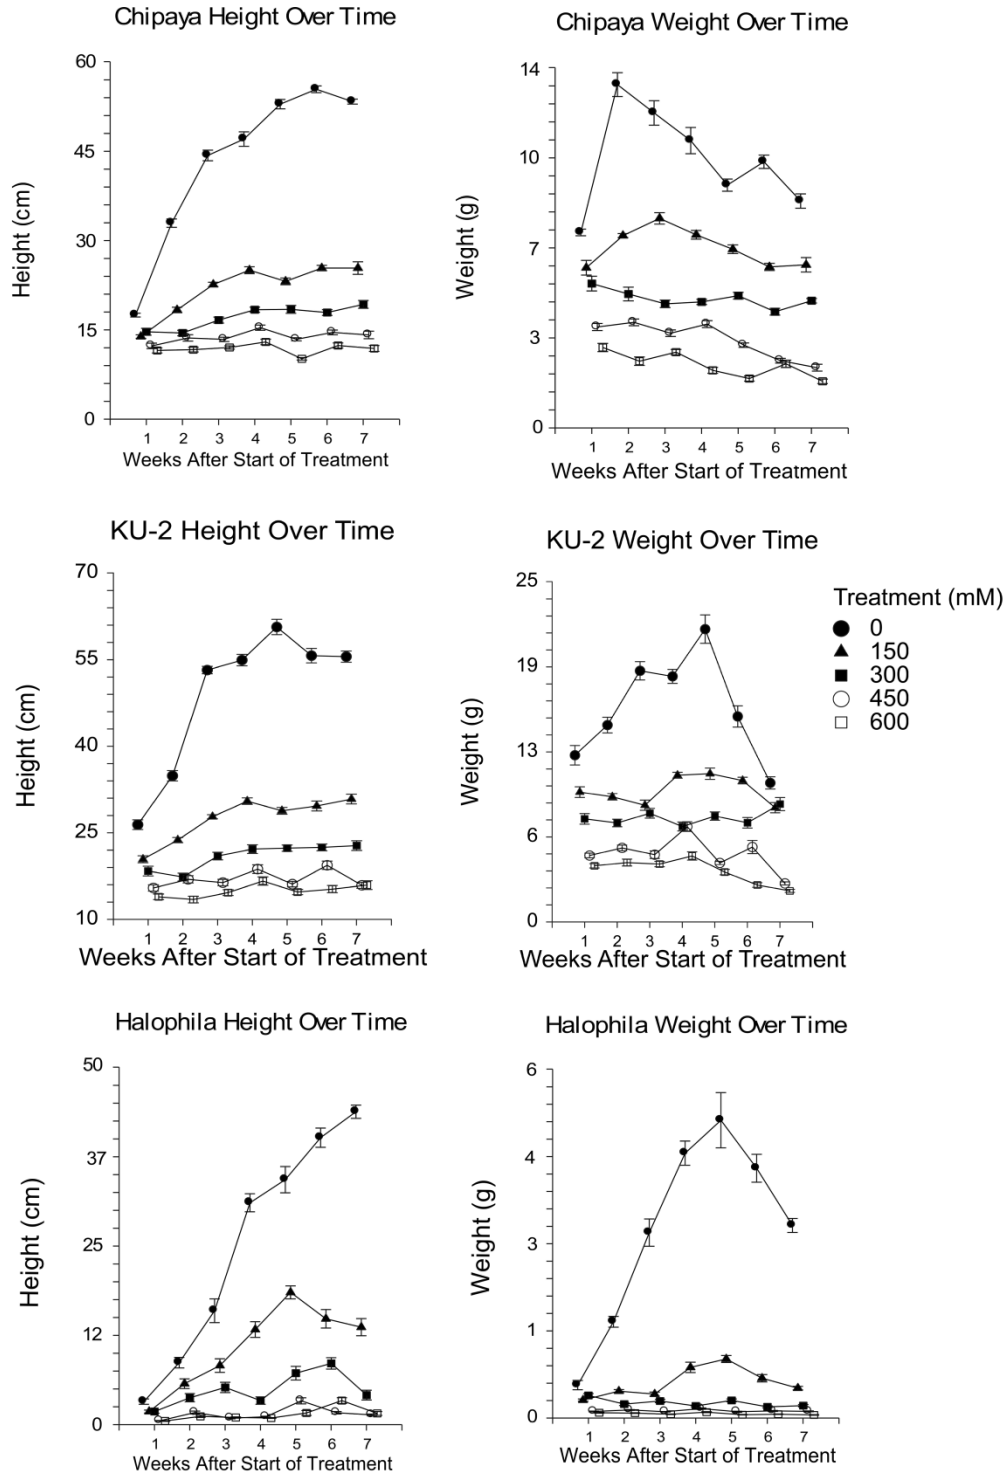 Chipaya Height Over Time
60
45
30
15
0
Height (cm)
1 2 3 4 5 6 7
Weeks After Start of Treatment
Chipaya Weight Over Time
14
10
7
3
0
Weight (g)
1 2 3 4 5 6 7
Weeks After Start of Treatment
KU-2 Height Over Time
70
55
40
25
10
Height (cm)
1 2 3 4 5 6 7
Weeks After Start of Treatment
KU-2 Weight Over Time
25
19
13
6
0
Weight (g)
1 2 3 4 5 6 7
Weeks After Start of Treatment
Treatment (mM)
0
150
300
450
600
Halophila Height Over Time
50
37
25
12
0
Height (cm)
1 2 3 4 5 6 7
Weeks After Start of Treatment
Halophila Weight Over Time
6
4
3
1
0
Weight (g)
1 2 3 4 5 6 7
Weeks After Start of Treatment